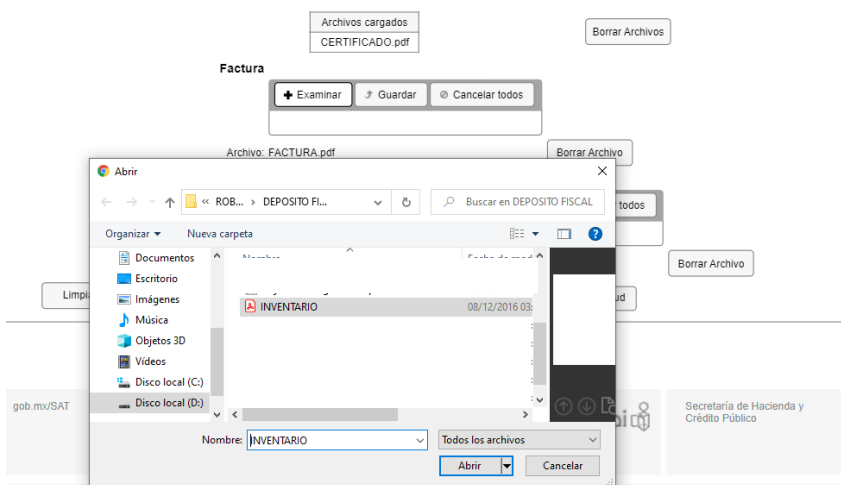 Archivos cargados
CERTIFICADO.pdf
Borrar Archivos
Factura
Examinar
Guardar
Cancelar todos
Archivo: FACTURA.pdf
Borrar Archivo
Abrir
« ROB... › DEPOSITO FI...
Buscar en DEPOSITO FISCAL
todos
Organizar
Nueva carpeta
Documentos
Escritorio
Imágenes
Música
Objetos 3D
Vídeos
Disco local (C:)
Disco local (D:)
INVENTARIO
08/12/2016 03:
Borrar Archivo
Limpia
ud
gob.mx/SAT
Secretaría de Hacienda y
Crédito Público
Nombre: INVENTARIO
Todos los archivos
Abrir
Cancelar